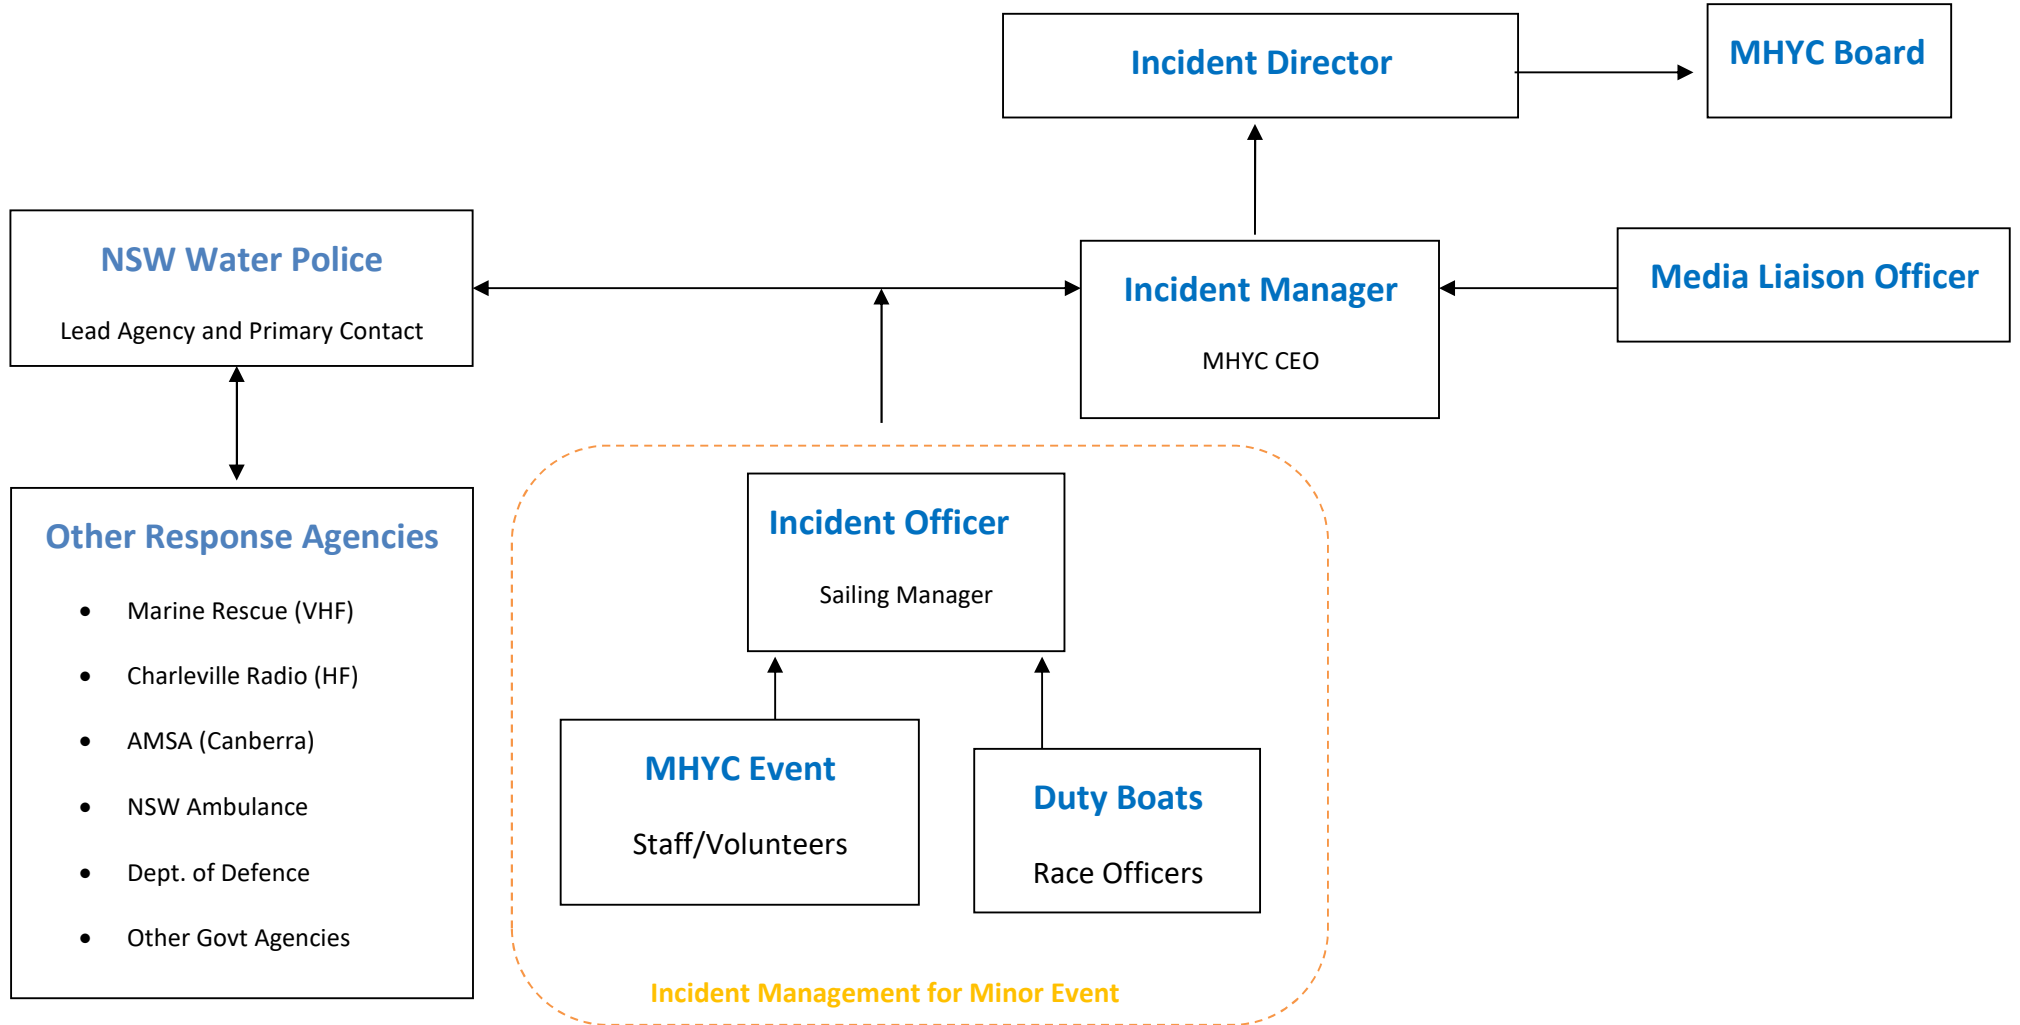 Incident Director
MHYC Board
NSW Water Police
Lead Agency and Primary Contact
Incident Manager
MHYC CEO
Media Liaison Officer
Other Response Agencies
• Marine Rescue (VHF)
• Charleville Radio (HF)
• AMSA (Canberra)
• NSW Ambulance
• Dept. of Defence
• Other Govt Agencies
Incident Officer
Sailing Manager
MHYC Event
Staff/Volunteers
Duty Boats
Race Officers
Incident Management for Minor Event